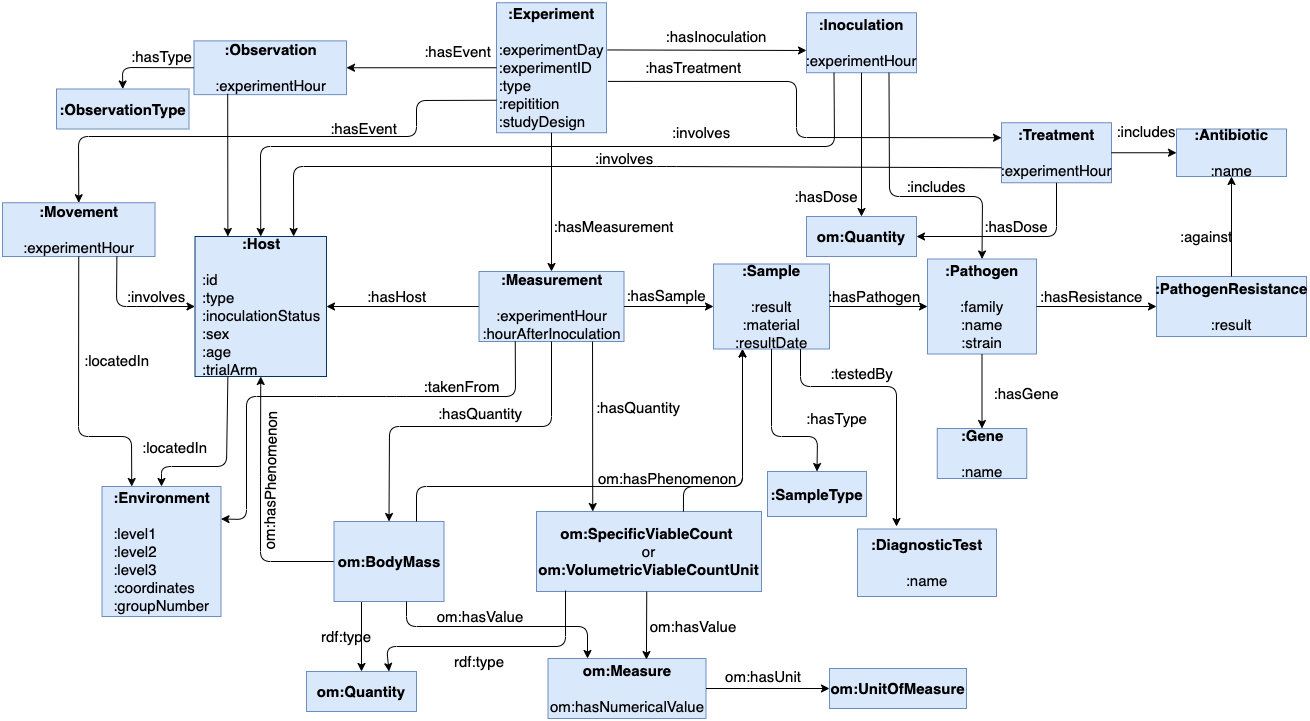 :Experiment
:experimentDay
:experimentID
:type
:repitition
:studyDesign
:hasInoculation
:hasTreatment
:Inoculation
:experimentHour
:hasEvent
:Observation
:experimentHour
:hasType
:ObservationType
:hasEvent
:involves
:involves
:Treatment
:experimentHour
:includes
:Antibiotic
:name
:Movement
:experimentHour
:hasDose
:includes
om:Quantity
:hasDose
:against
:hasMeasurement
:Host
:id
:type
:inoculationStatus
:sex
:age
:trialArm
:involves
:hasHost
:Measurement
:experimentHour
:hourAfterInoculation
:hasSample
:Sample
:result
:material
:resultDate
:hasPathogen
:Pathogen
:family
:name
:strain
:hasResistance
:PathogenResistance
:result
:locatedIn
:takenFrom
:hasQuantity
:hasQuantity
:testedBy
:hasType
:hasGene
:Gene
:name
:locatedIn
om:hasPhenomenon
om:hasPhenomenon
:SampleType
:Environment
:level1
:level2
:level3
:coordinates
:groupNumber
om:BodyMass
om:SpecificViableCount
or
om:VolumetricViableCountUnit
:DiagnosticTest
:name
om:hasValue
om:hasValue
rdf:type
rdf:type
om:Quantity
om:Measure
om:hasNumericalValue
om:hasUnit
om:UnitOfMeasure